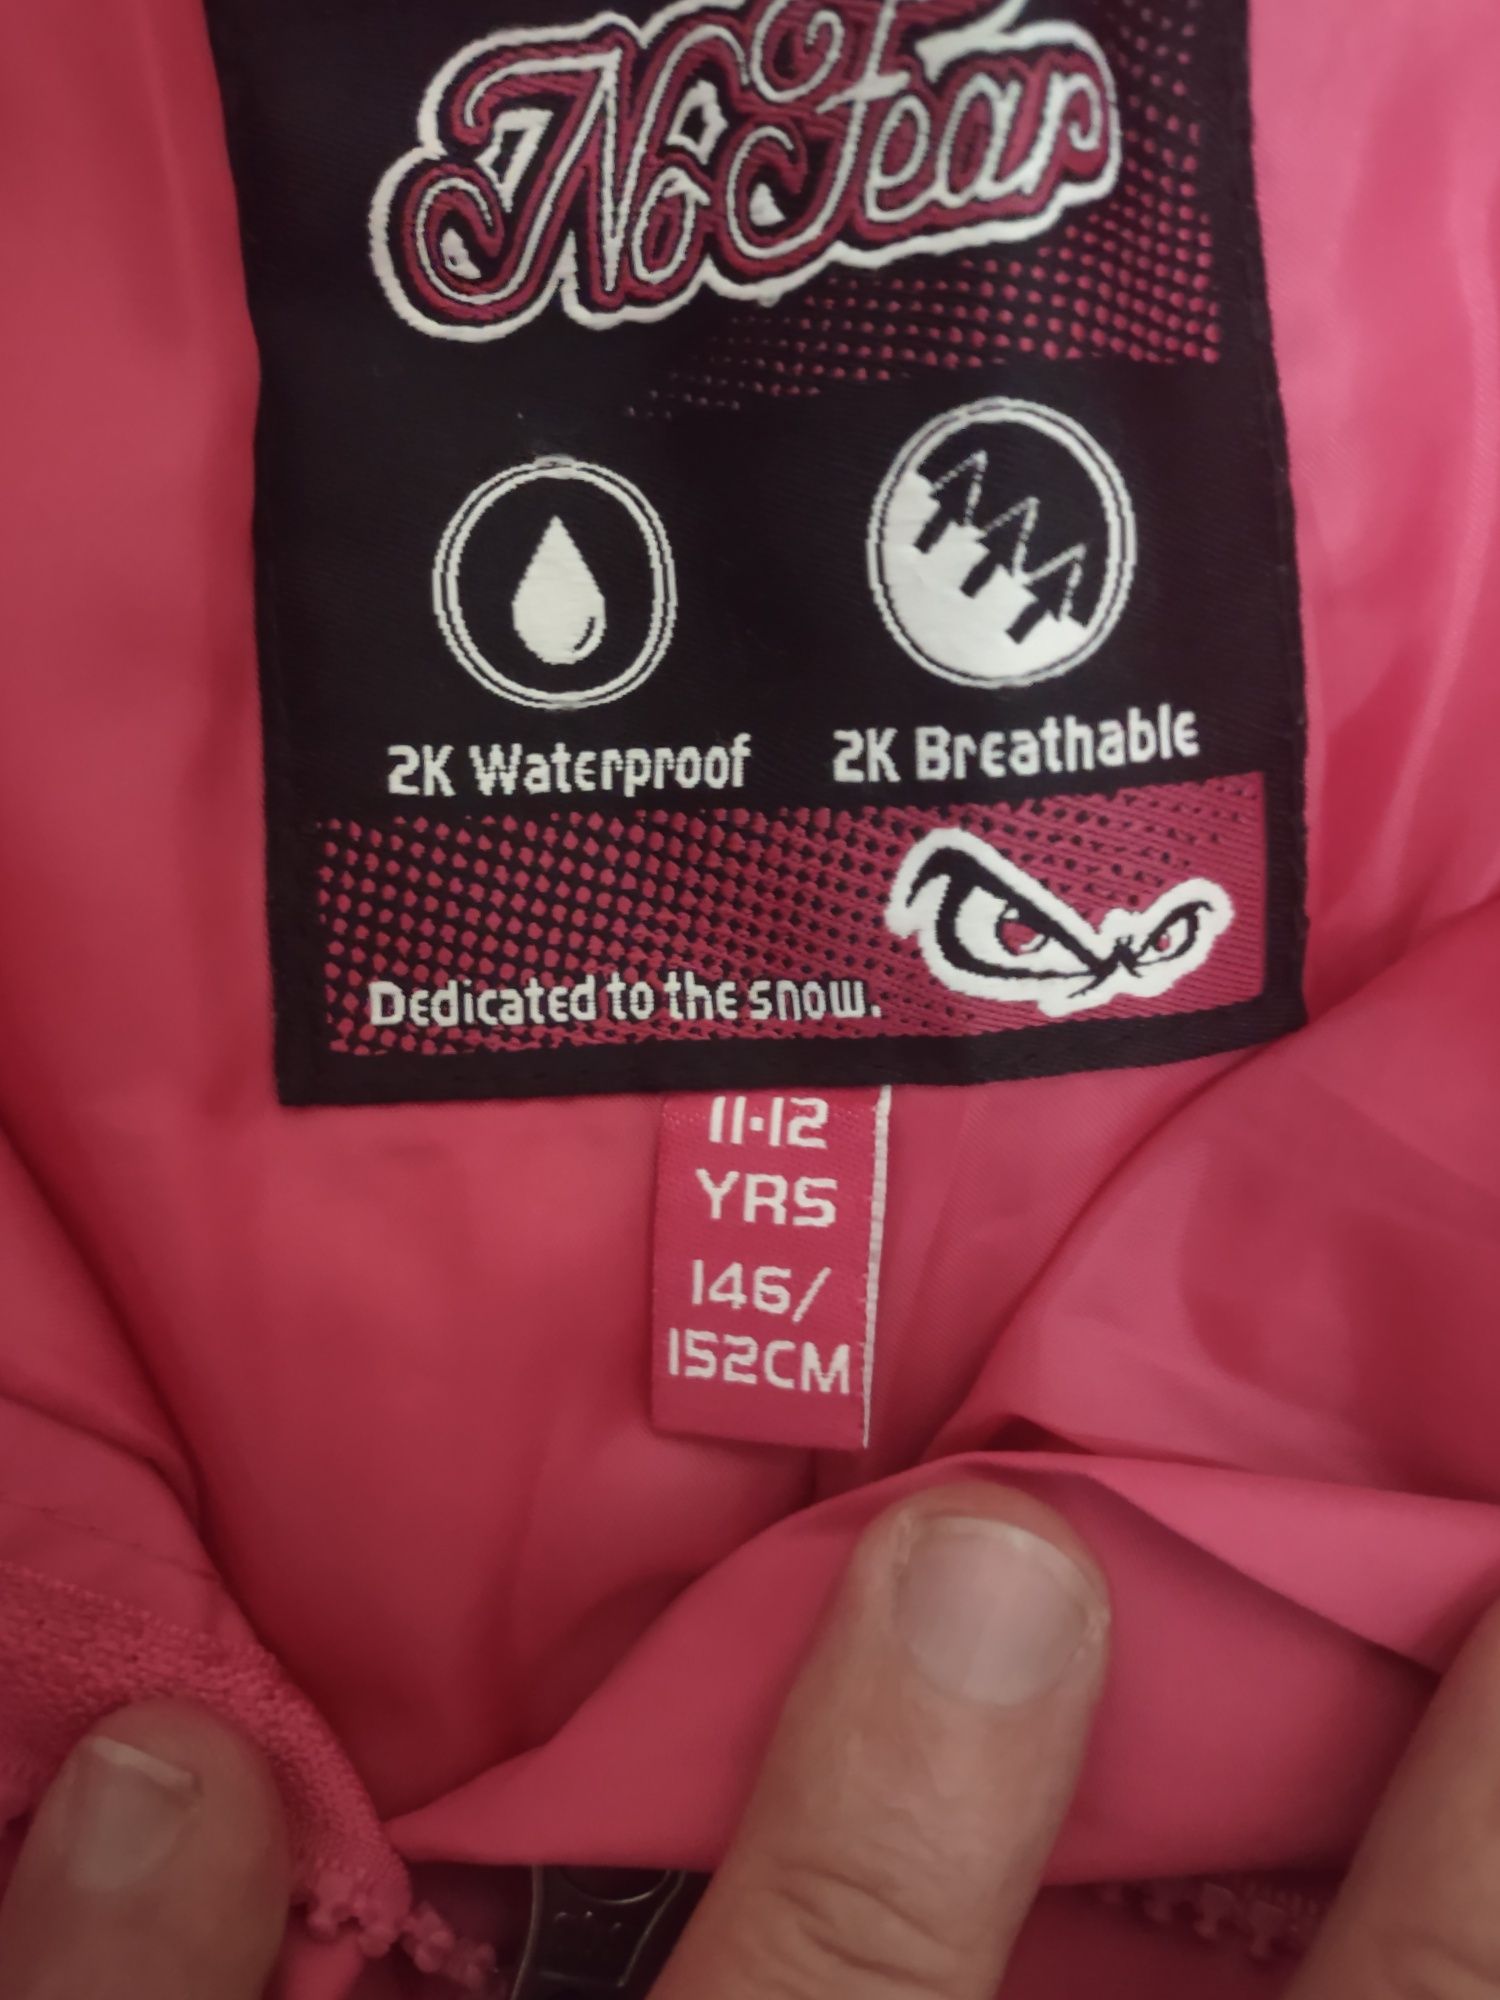 No Fear
2K Waterproof
2K Breathable
Dedicated to the snow.
11-12
YRS
146/
152CM